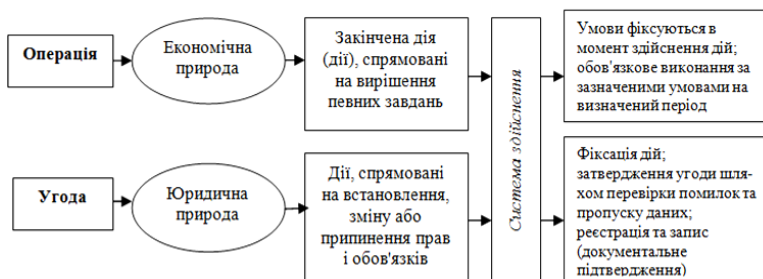 Операція
Економічна
природа
Закінчена дія
(дії), спрямовані
на вирішення
певних завдань
Система здійснення
Умови фіксуються в
момент здійснення дій;
обов'язкове виконання за
зазначеними умовами на
визначений період
Угода
Юридична
природа
Дії, спрямовані
на встановлення,
зміну або
припинення прав
і обов'язків
Фіксація дій;
затвердження угоди шля-
хом перевірки помилок та
пропуску даних;
реєстрація та запис
(документальне
підтвердження)